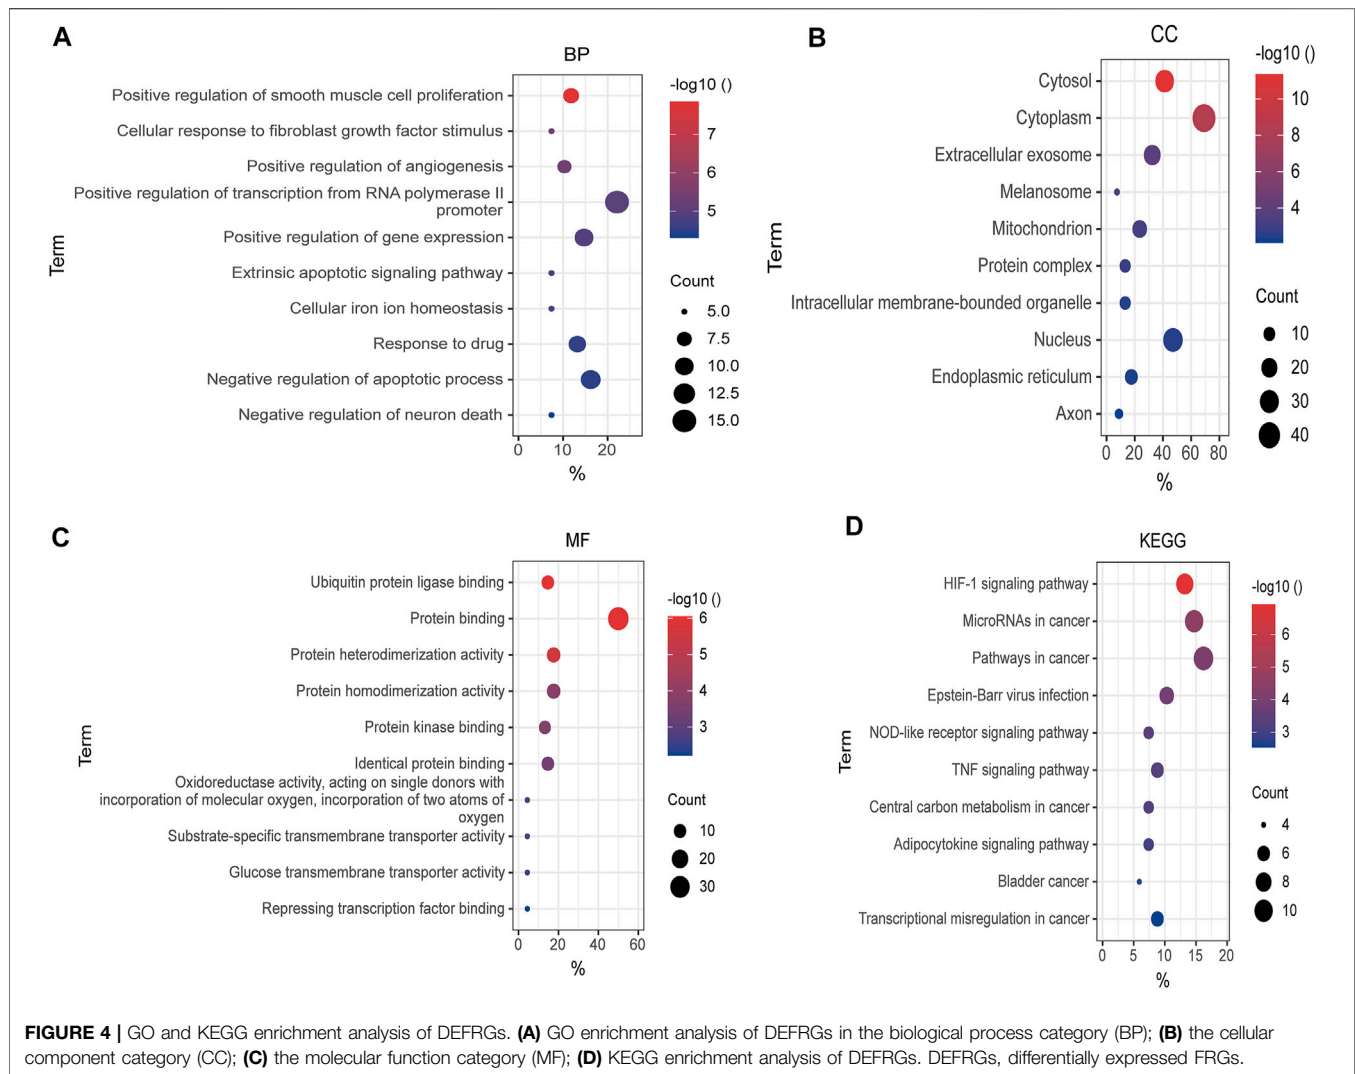 A
BP
Term
Positive regulation of smooth muscle cell proliferation
Cellular response to fibroblast growth factor stimulus
Positive regulation of angiogenesis
Positive regulation of transcription from RNA polymerase II
promoter
Positive regulation of gene expression
Extrinsic apoptotic signaling pathway
Cellular iron ion homeostasis
Response to drug
Negative regulation of apoptotic process
Negative regulation of neuron death
0 10 20
%
-log10 ()
7
6
5
Count
5.0
7.5
10.0
12.5
15.0
B
CC
Term
Cytosol
Cytoplasm
Extracellular exosome
Melanosome
Mitochondrion
Protein complex
Intracellular membrane-bounded organelle
Nucleus
Endoplasmic reticulum
Axon
0 20 40 60 80
%
-log10 ()
10
8
6
4
Count
10
20
30
40
C
MF
Term
Ubiquitin protein ligase binding
Protein binding
Protein heterodimerization activity
Protein homodimerization activity
Protein kinase binding
Identical protein binding
Oxidoreductase activity, acting on single donors with
incorporation of molecular oxygen, incorporation of two atoms of
oxygen
Substrate-specific transmembrane transporter activity
Glucose transmembrane transporter activity
Repressing transcription factor binding
0 20 40 60
%
-log10 ()
6
5
4
3
Count
10
20
30
D
KEGG
Term
HIF-1 signaling pathway
MicroRNAs in cancer
Pathways in cancer
Epstein-Barr virus infection
NOD-like receptor signaling pathway
TNF signaling pathway
Central carbon metabolism in cancer
Adipocytokine signaling pathway
Bladder cancer
Transcriptional misregulation in cancer
0 5 10 15 20
%
-log10 ()
6
5
4
3
Count
4
6
8
10
FIGURE 4 | GO and KEGG enrichment analysis of DEFRGs. (A) GO enrichment analysis of DEFRGs in the biological process category (BP); (B) the cellular
component category (CC); (C) the molecular function category (MF); (D) KEGG enrichment analysis of DEFRGs. DEFRGs, differentially expressed FRGs.